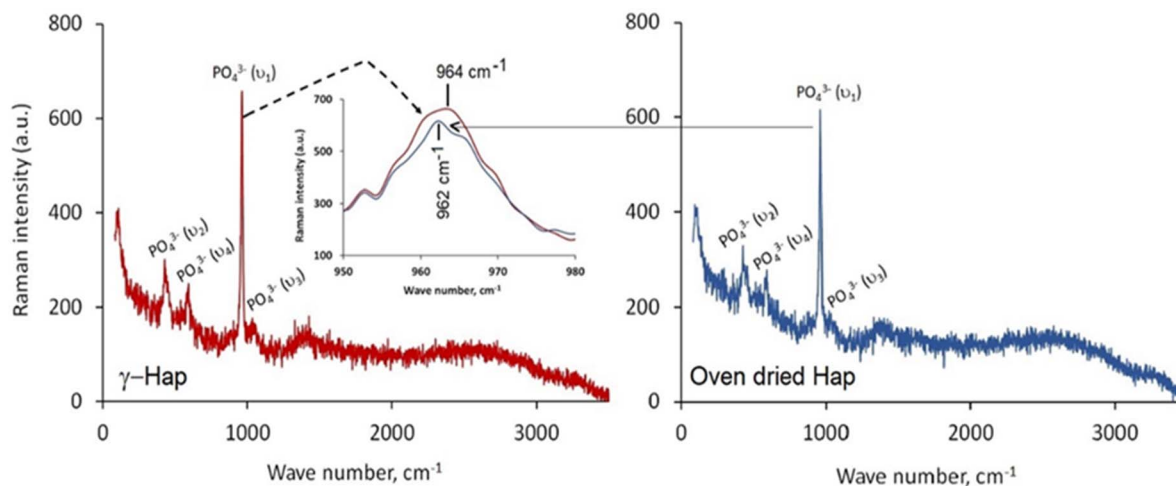 800
600
400
200
0
Raman intensity (a.u.)
PO₄³⁻ (υ₂)
PO₄³⁻ (υ₄)
PO₄³⁻ (υ₁)
PO₄³⁻ (υ₃)
γ–Hap
0 1000 2000 3000
Wave number, cm⁻¹
964 cm⁻¹
962 cm⁻¹
700
500
300
100
Raman intensity (a.u.)
950 960 970 980
Wave number, cm⁻¹
800
600
400
200
0
PO₄³⁻ (υ₂)
PO₄³⁻ (υ₄)
PO₄³⁻ (υ₁)
PO₄³⁻ (υ₃)
Oven dried Hap
0 1000 2000 3000
Wave number, cm⁻¹